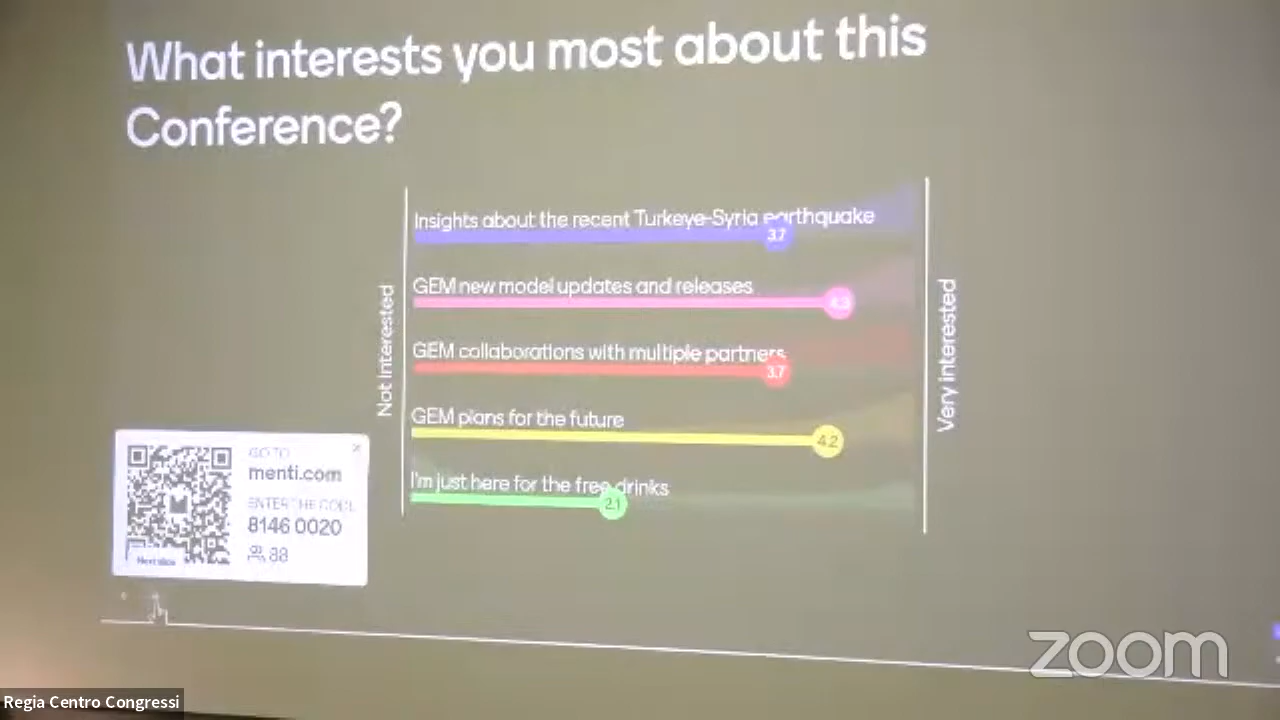 What interests you most about this
Conference?
Insights about the recent Turkeye-Syria earthquake
3.7
GEM new model updates and releases
4.3
GEM collaborations with multiple partners
3.7
GEM plans for the future
4.2
I'm just here for the free drinks
2.1
Not interested
Very interested
GO TO
menti.com
ENTER THE CODE
8146 0020
88
zoom
Regia Centro Congressi